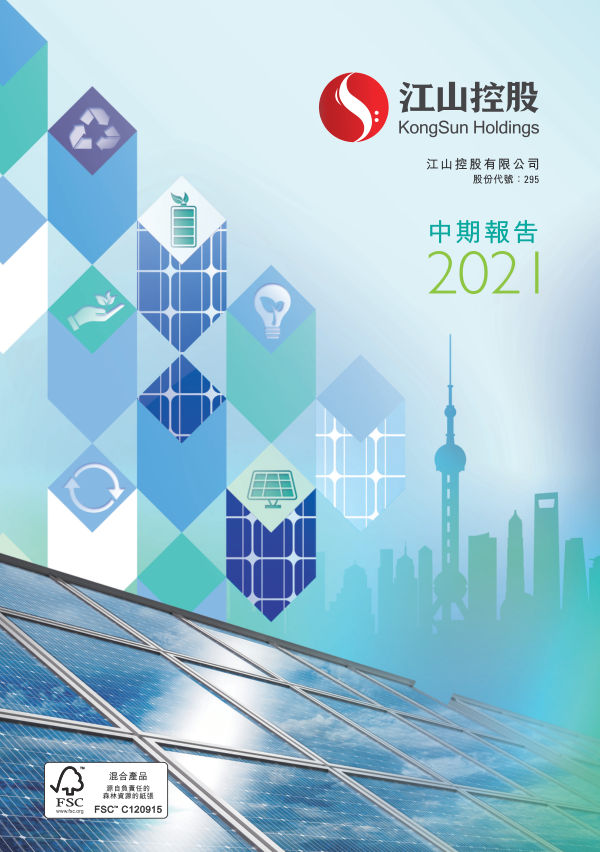 江山控股
KongSun Holdings
江山控股有限公司
股份代號：295
中期報告
2021
混合產品
源自負責任的
森林資源的紙張
FSC
www.fsc.org
FSC™ C120915